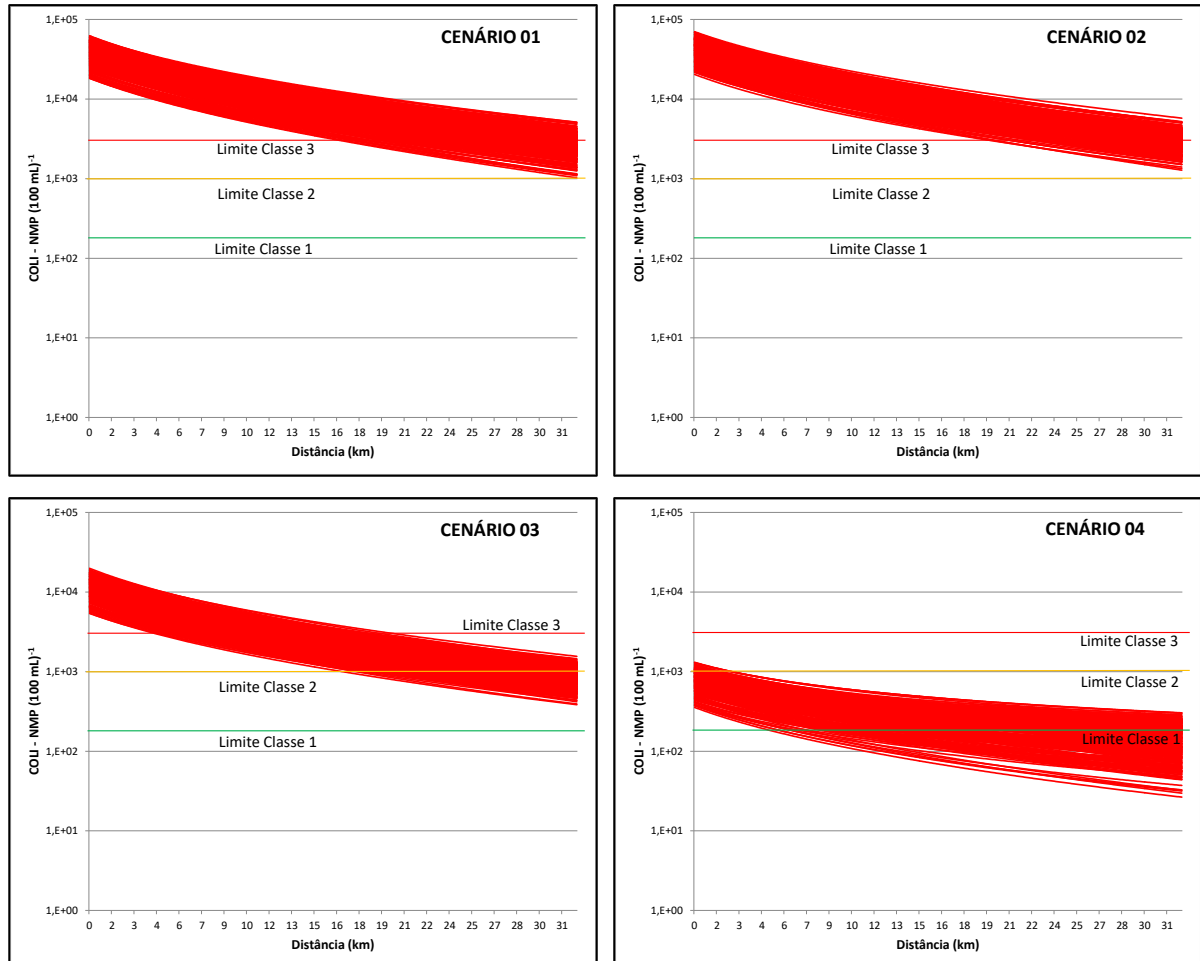 CENÁRIO 01
1,E+05
1,E+04
1,E+03
1,E+02
1,E+01
1,E+00
COLI - NMP (100 mL)-1
Limite Classe 3
Limite Classe 2
Limite Classe 1
0 2 3 4 6 7 9 10 12 13 15 16 18 19 21 22 24 25 27 28 30 31
Distância (km)
CENÁRIO 02
1,E+05
1,E+04
1,E+03
1,E+02
1,E+01
1,E+00
COLI - NMP (100 mL)-1
Limite Classe 3
Limite Classe 2
Limite Classe 1
0 2 3 4 6 7 9 10 12 13 15 16 18 19 21 22 24 25 27 28 30 31
Distância (km)
CENÁRIO 03
1,E+05
1,E+04
1,E+03
1,E+02
1,E+01
1,E+00
COLI - NMP (100 mL)-1
Limite Classe 3
Limite Classe 2
Limite Classe 1
0 2 3 4 6 7 9 10 12 13 15 16 18 19 21 22 24 25 27 28 30 31
Distância (km)
CENÁRIO 04
1,E+05
1,E+04
1,E+03
1,E+02
1,E+01
1,E+00
COLI - NMP (100 mL)-1
Limite Classe 3
Limite Classe 2
Limite Classe 1
0 2 3 4 6 7 9 10 12 13 15 16 18 19 21 22 24 25 27 28 30 31
Distância (km)